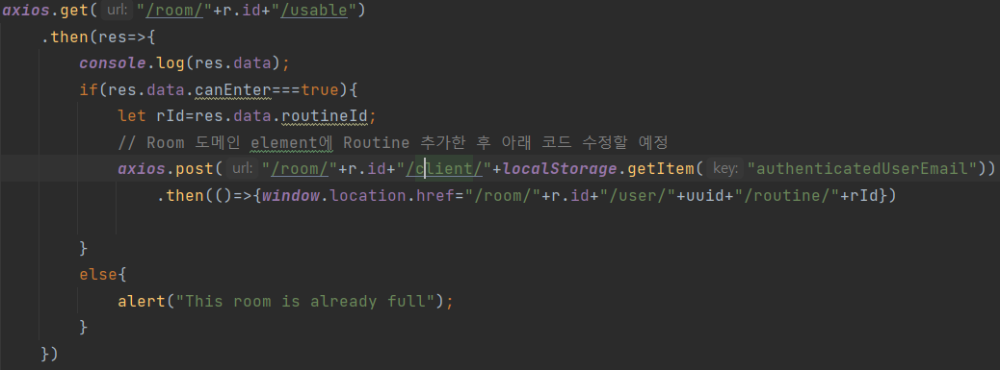 axios.get( url: "/room/"+r.id+"/usable")
.then(res=>{
console.log(res.data);
if(res.data.canEnter===true){
let rId=res.data.routineId;
// Room 도메인 element에 Routine 추가한 후 아래 코드 수정할 예정
axios.post( url: "/room/"+r.id+"/client/"+localStorage.getItem( key: "authenticatedUserEmail"))
.then(()=>{window.location.href="/room/"+r.id+"/user/"+uuid+"/routine/"+rId})
}
else{
alert("This room is already full");
}
})